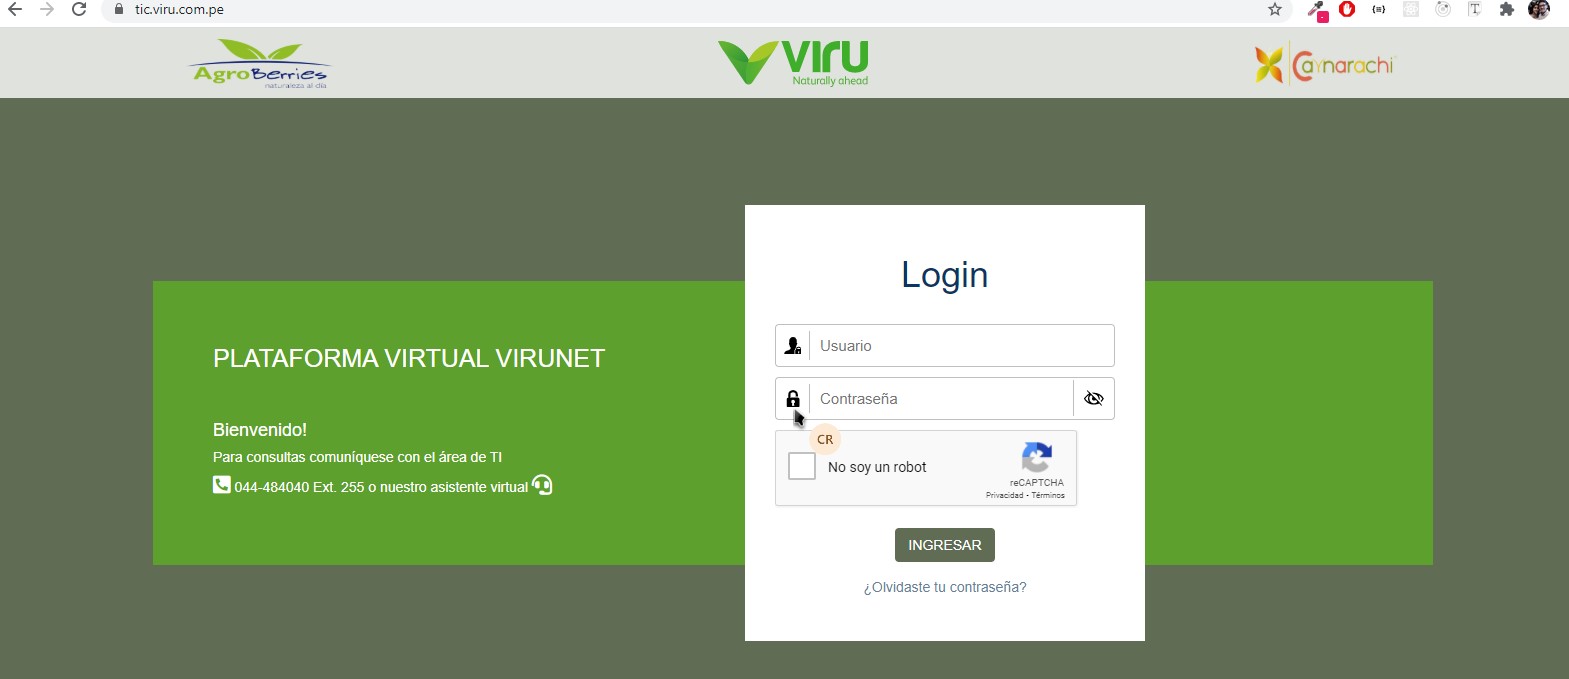 tic.viru.com.pe
AgroBerries
naturaleza al día
VIRU
Naturally ahead
Caynarachi
Login
Usuario
PLATAFORMA VIRTUAL VIRUNET
Contraseña
Bienvenido!
CR
Para consultas comuníquese con el área de TI
No soy un robot
reCAPTCHA
Privacidad - Términos
044-484040 Ext. 255 o nuestro asistente virtual
INGRESAR
¿Olvidaste tu contraseña?